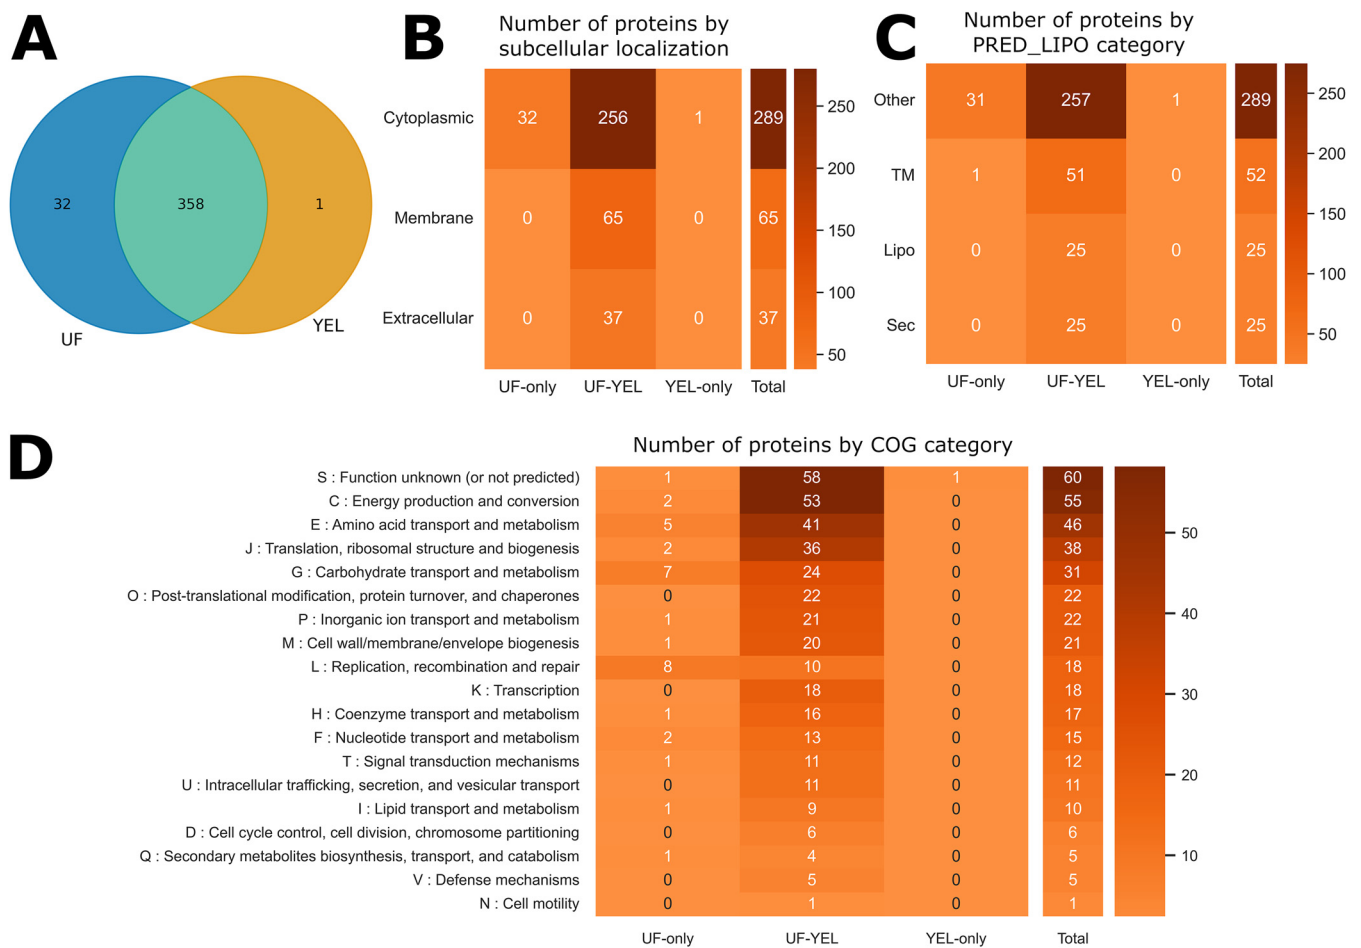 A
32
358
1
UF
YEL
B
Number of proteins by
subcellular localization
Cytoplasmic 32 256 1 289
Membrane 0 65 0 65
Extracellular 0 37 0 37
UF-only UF-YEL YEL-only Total
250
200
150
100
50
C
Number of proteins by
PRED_LIPO category
Other 31 257 1 289
TM 1 51 0 52
Lipo 0 25 0 25
Sec 0 25 0 25
UF-only UF-YEL YEL-only Total
250
200
150
100
50
D
Number of proteins by COG category
S : Function unknown (or not predicted) 1 58 1 60
C : Energy production and conversion 2 53 0 55
E : Amino acid transport and metabolism 5 41 0 46
J : Translation, ribosomal structure and biogenesis 2 36 0 38
G : Carbohydrate transport and metabolism 7 24 0 31
O : Post-translational modification, protein turnover, and chaperones 0 22 0 22
P : Inorganic ion transport and metabolism 1 21 0 22
M : Cell wall/membrane/envelope biogenesis 1 20 0 21
L : Replication, recombination and repair 8 10 0 18
K : Transcription 0 18 0 18
H : Coenzyme transport and metabolism 1 16 0 17
F : Nucleotide transport and metabolism 2 13 0 15
T : Signal transduction mechanisms 1 11 0 12
U : Intracellular trafficking, secretion, and vesicular transport 0 11 0 11
I : Lipid transport and metabolism 1 9 0 10
D : Cell cycle control, cell division, chromosome partitioning 0 6 0 6
Q : Secondary metabolites biosynthesis, transport, and catabolism 1 4 0 5
V : Defense mechanisms 0 5 0 5
N : Cell motility 0 1 0 1
UF-only UF-YEL YEL-only Total
50
40
30
20
10